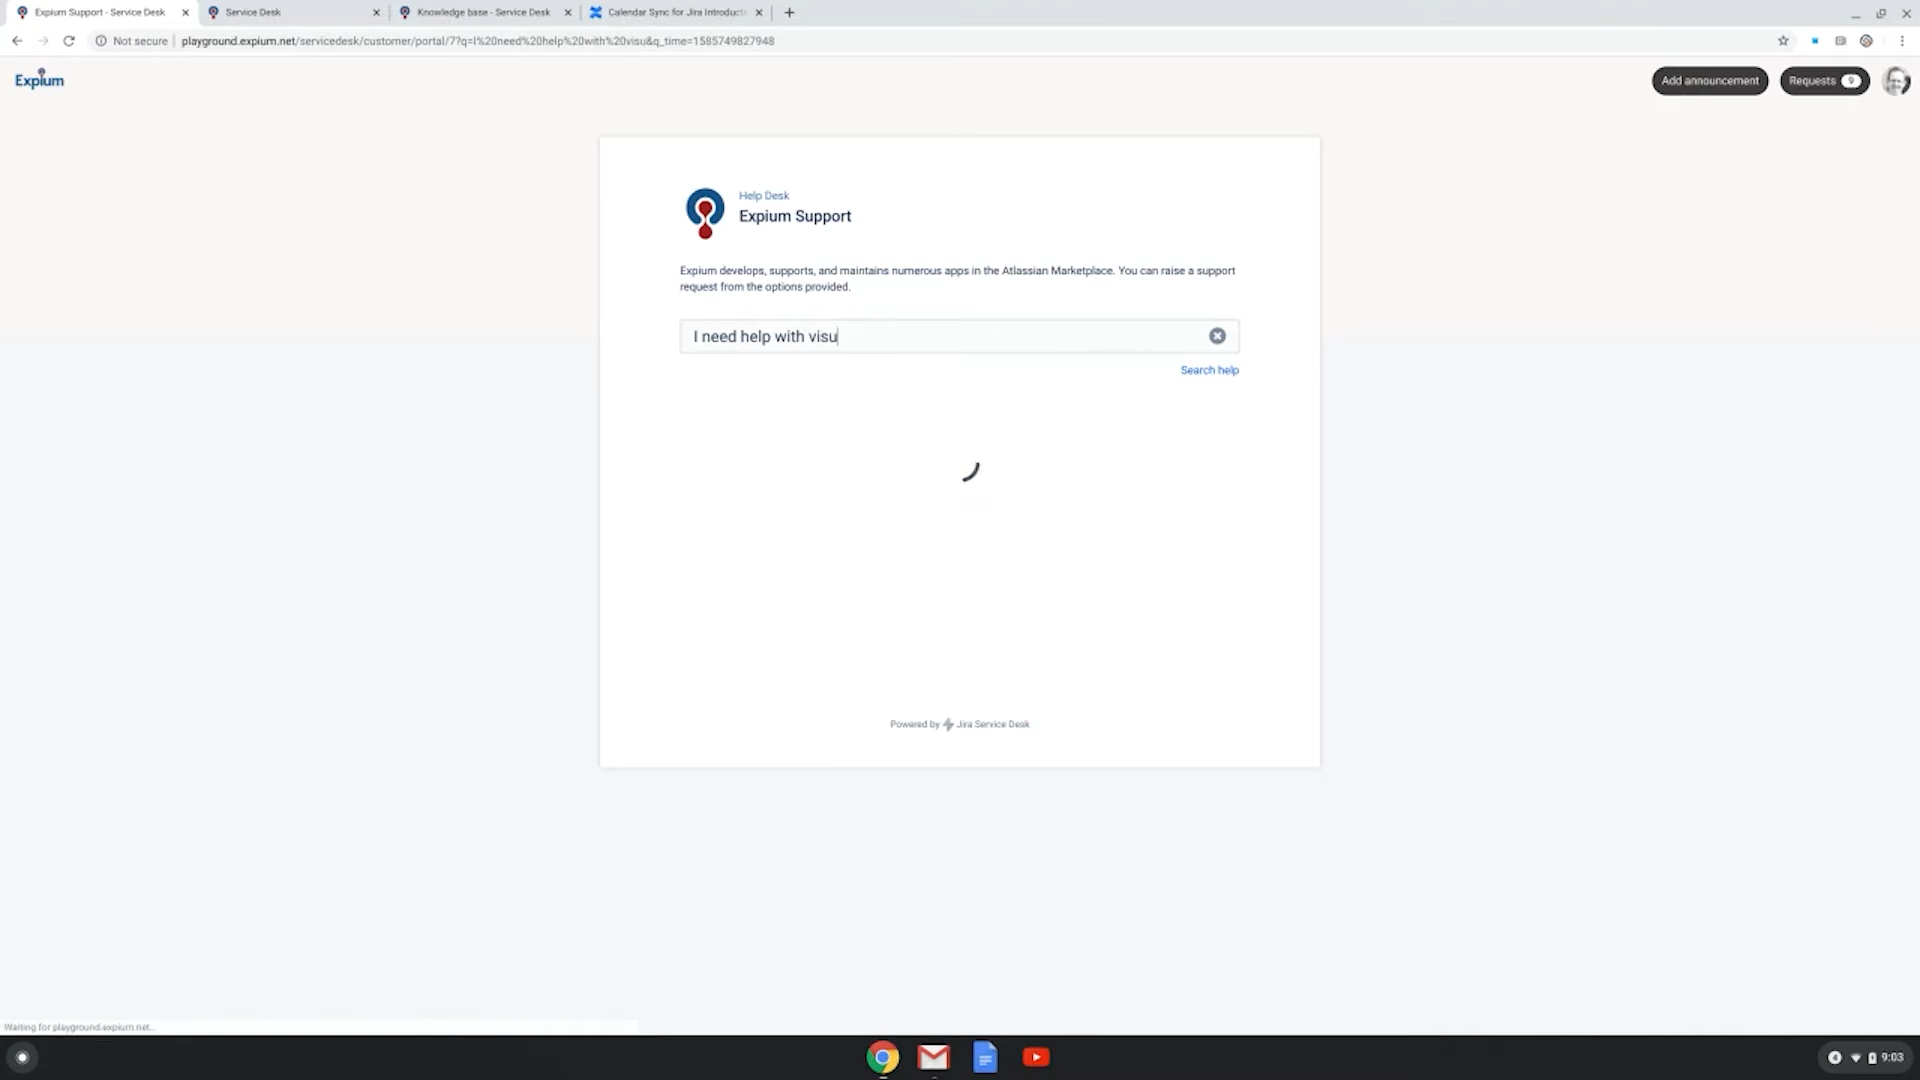 Expium Support - Service Desk
Service Desk
Knowledge base - Service Desk
Calendar Sync for Jira Introducti
Not secure
playground.expium.net/servicedesk/customer/portal/7?q=I%20need%20help%20with%20visu&q_time=1585749827948
Expium
Add announcement
Requests 9
Help Desk
Expium Support
Expium develops, supports, and maintains numerous apps in the Atlassian Marketplace. You can raise a support
request from the options provided.
I need help with visu
Search help
Powered by Jira Service Desk
Waiting for playground.expium.net...
9:03